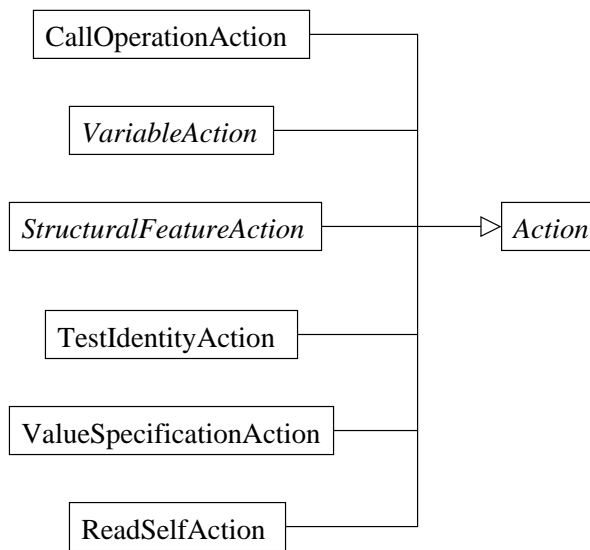 CallOperationAction
VariableAction
StructuralFeatureAction
Action
TestIdentityAction
ValueSpecificationAction
ReadSelfAction